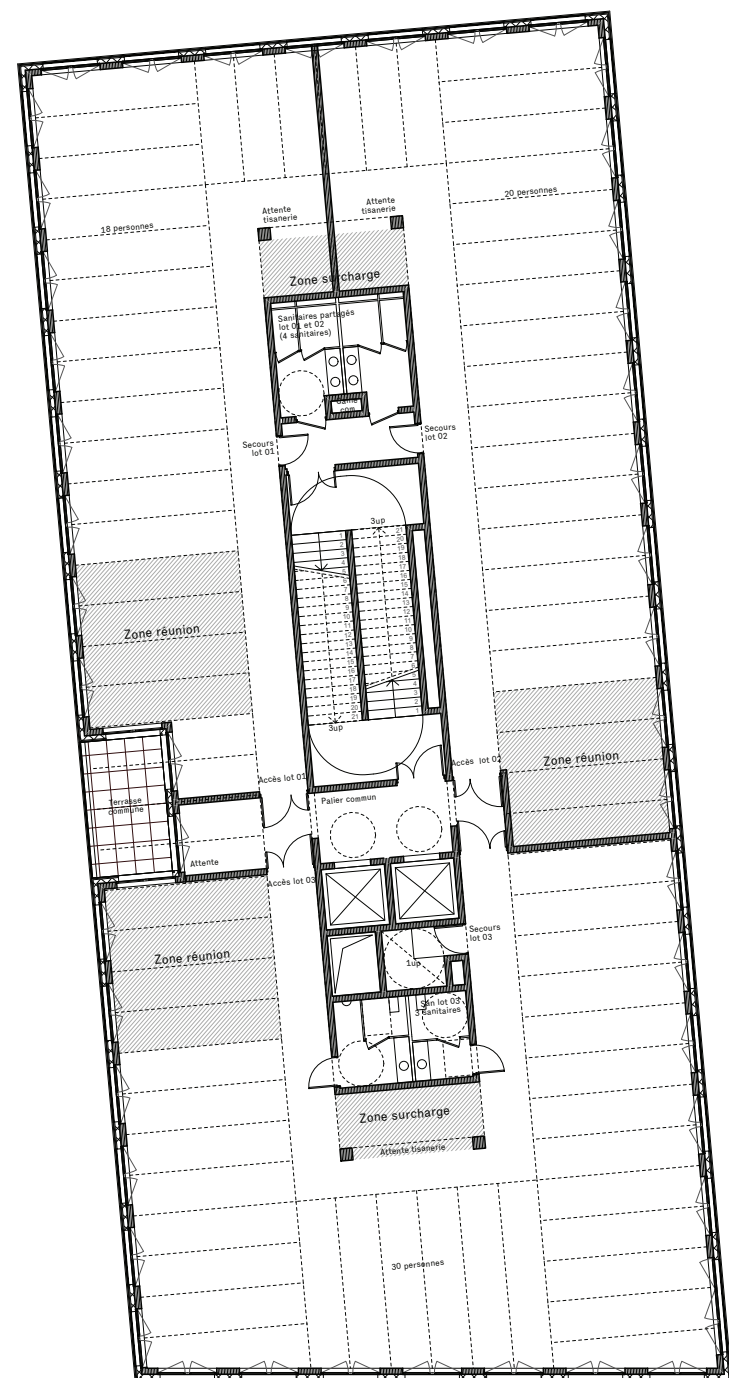 20 personnes
Attente
tisanerie
Attente
tisanerie
18 personnes
Zone surcharge
Sanitaires partagés
lot 01 et 02
(4 sanitaires)
Gaine
com
Secours
lot 01
Secours
lot 02
3up
Zone réunion
3up
Zone réunion
Accès lot 01
Accès lot 02
Terrasse
commune
Palier commun
Attente
Accès lot 03
Secours
lot 03
Zone réunion
1up
San lot 03
3 sanitaires
Zone surcharge
Attente tisanerie
30 personnes